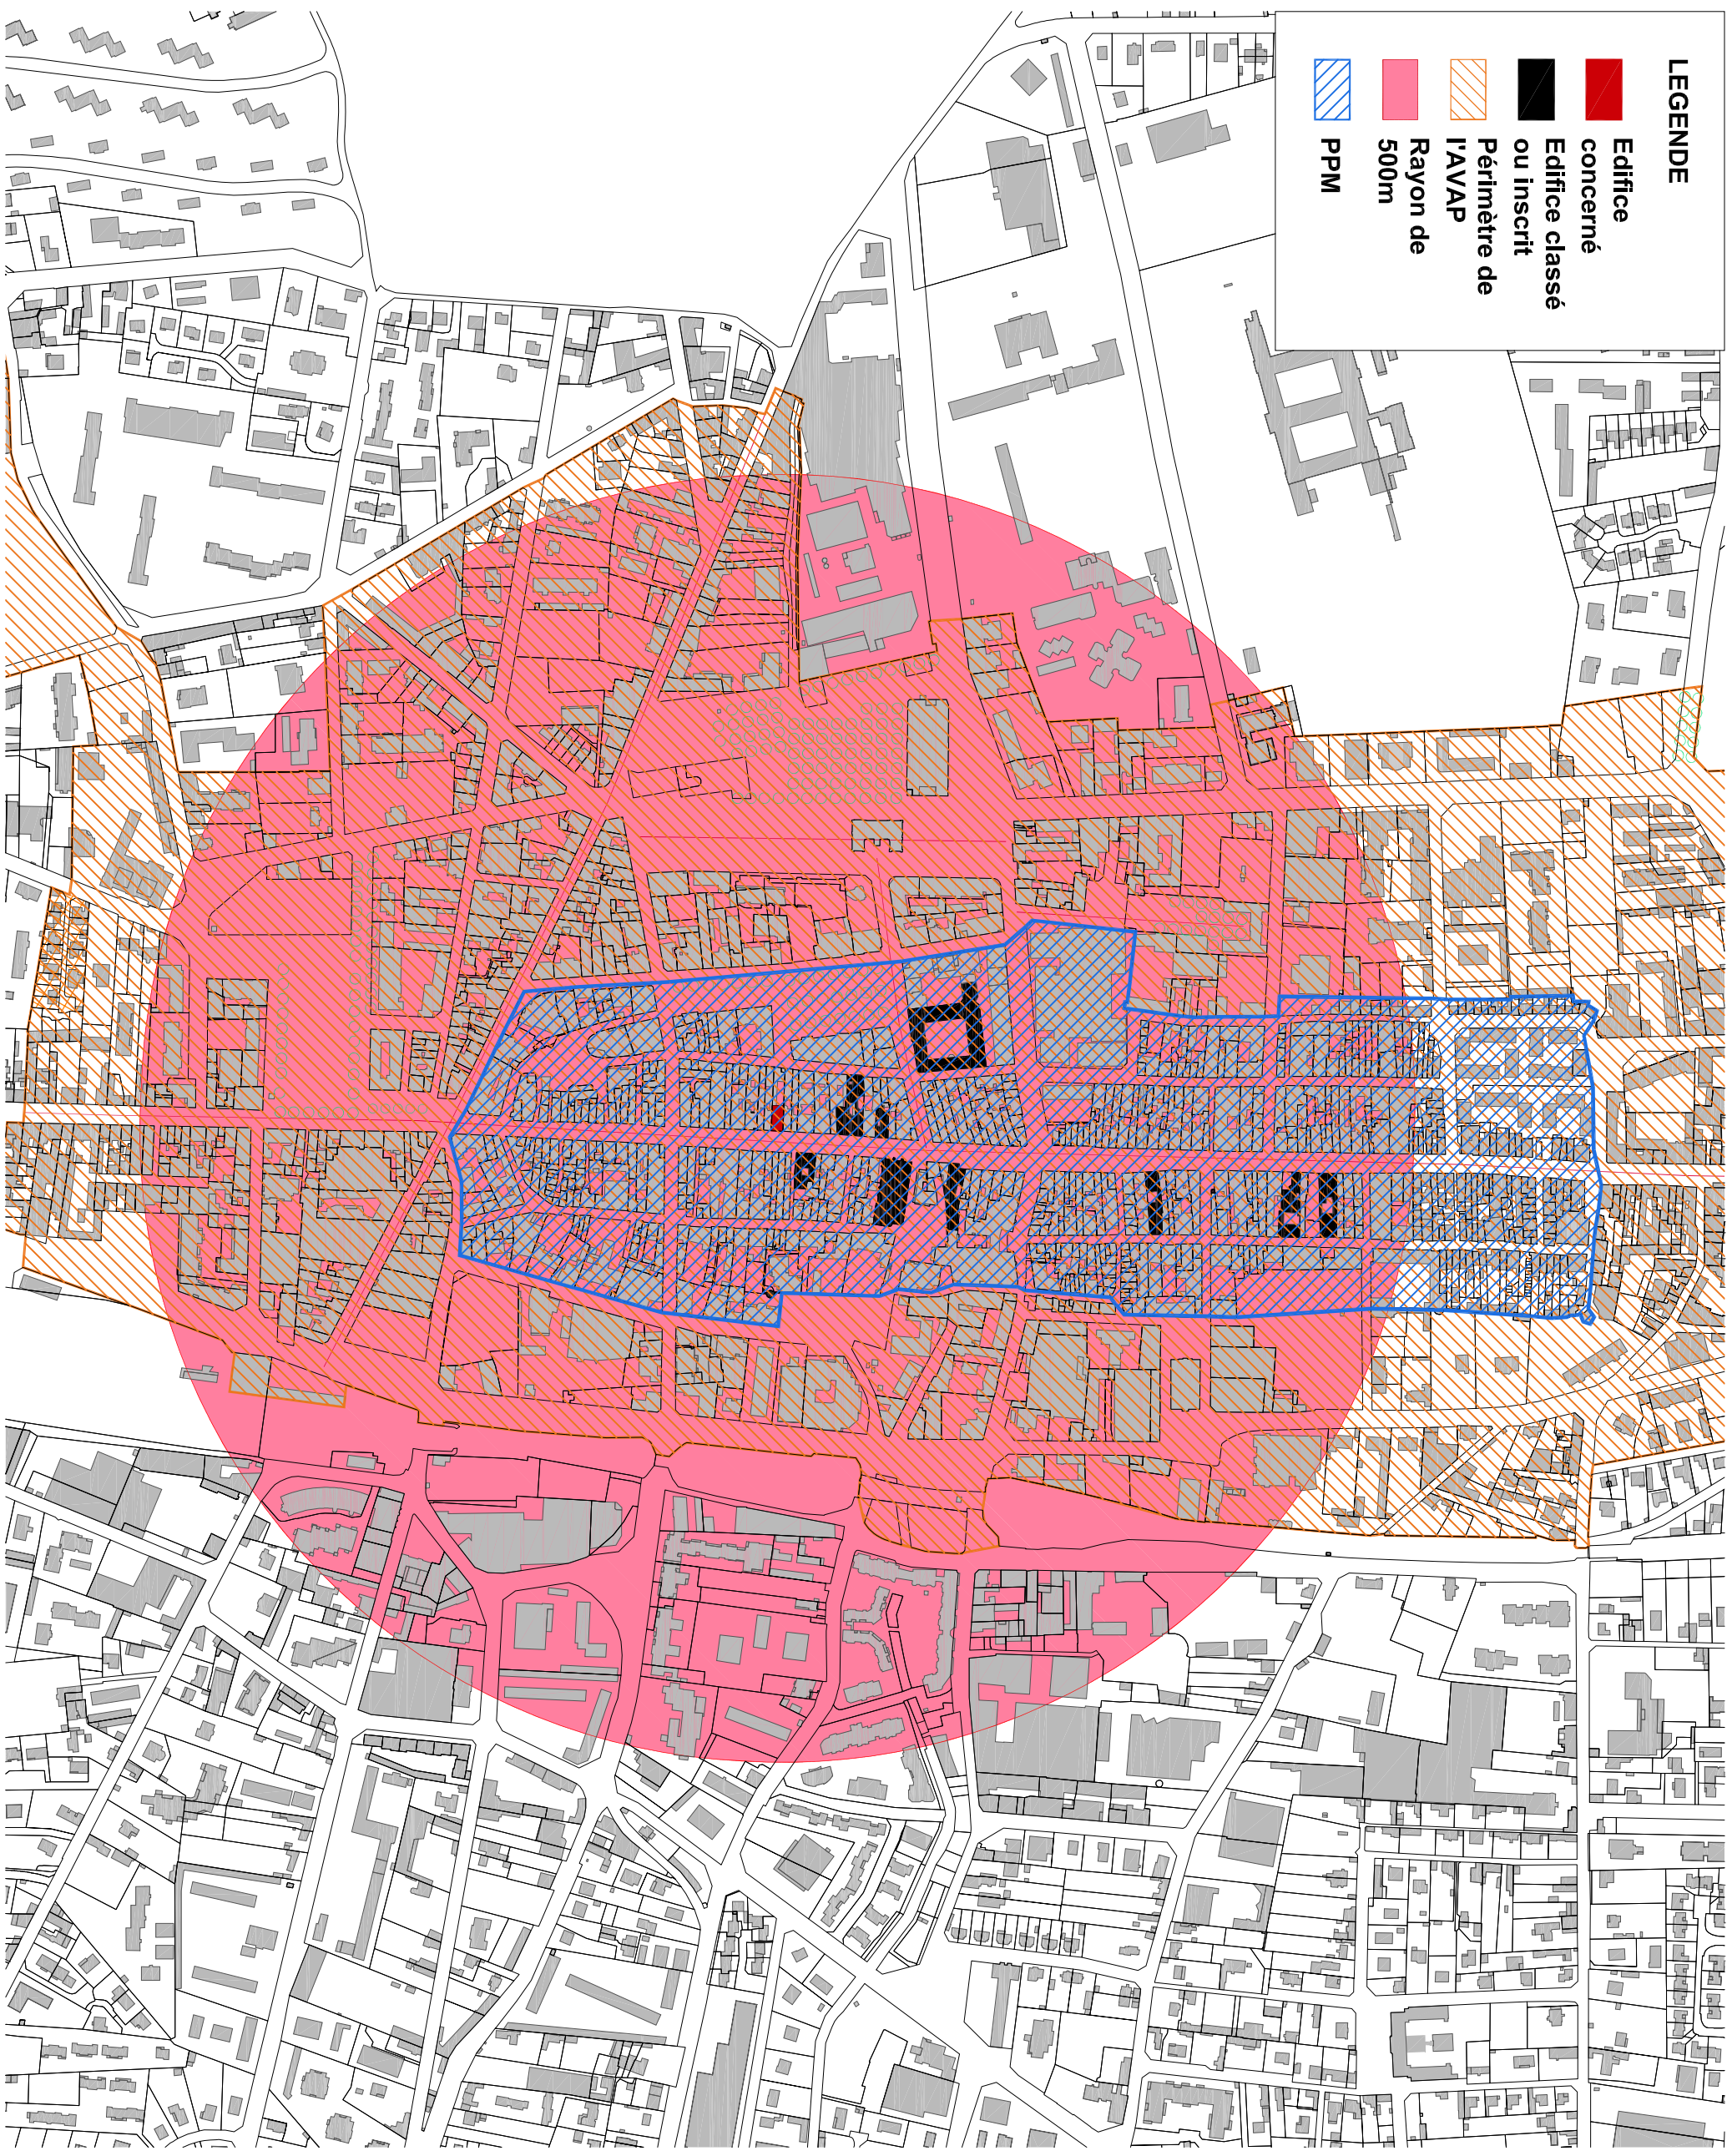 LEGENDE
Edifice
concerné
Edifice classé
ou inscrit
Périmètre de
l'AVAP
Rayon de
500m
PPM